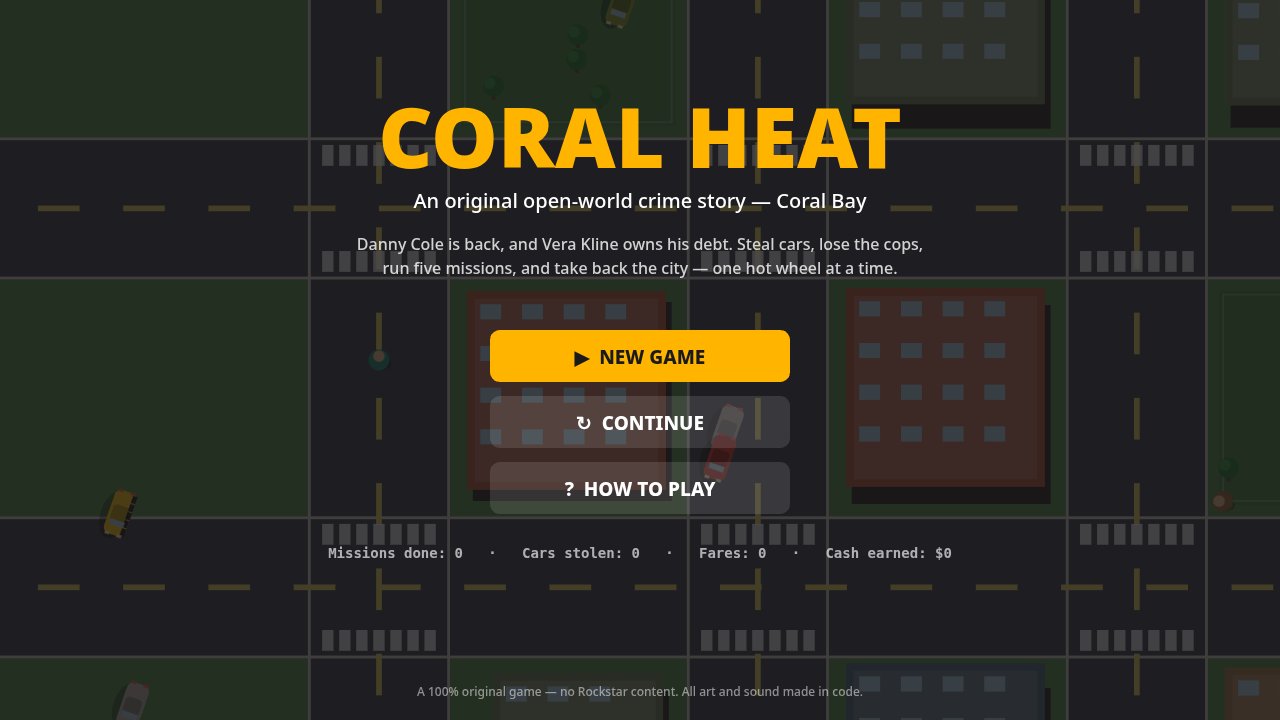 CORAL HEAT
An original open-world crime story — Coral Bay
Danny Cole is back, and Vera Kline owns his debt. Steal cars, lose the cops,
run five missions, and take back the city — one hot wheel at a time.
▶ NEW GAME
↻ CONTINUE
? HOW TO PLAY
Missions done: 0 · Cars stolen: 0 · Fares: 0 · Cash earned: $0
A 100% original game — no Rockstar content. All art and sound made in code.